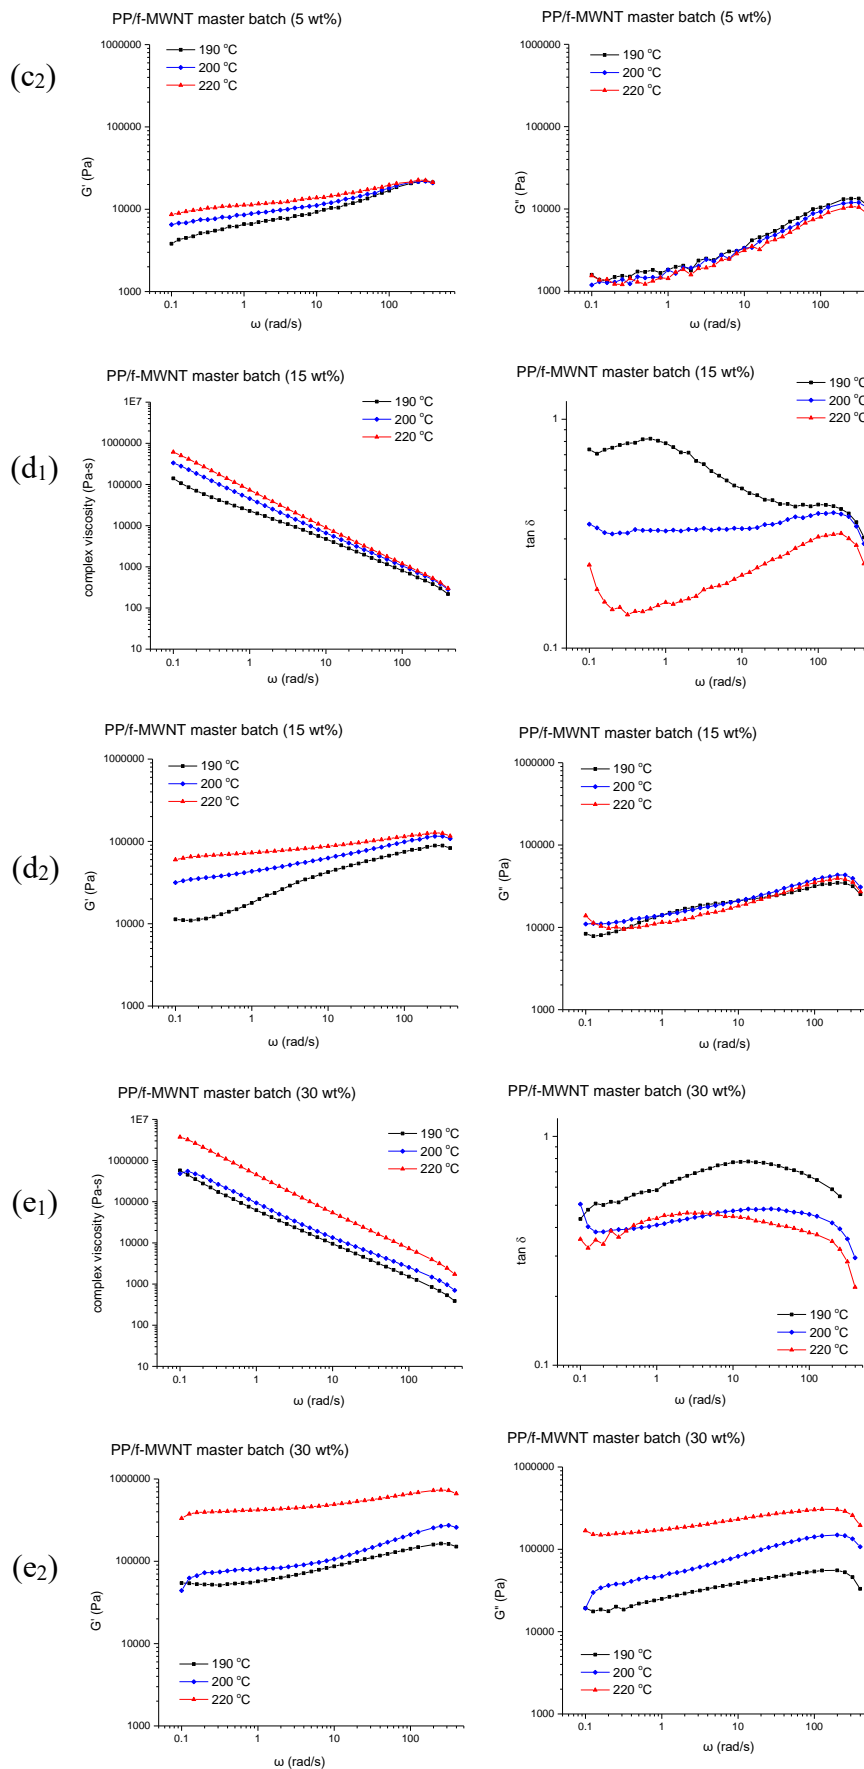 PP/f-MWNT master batch (5 wt%)
1000000
190 °C
200 °C
220 °C
100000
G' (Pa)
10000
1000
0.1
1
10
100
ω (rad/s)
(c2)
PP/f-MWNT master batch (5 wt%)
1000000
190 °C
200 °C
220 °C
100000
G" (Pa)
10000
1000
0.1
1
10
100
ω (rad/s)
PP/f-MWNT master batch (15 wt%)
1E7
190 °C
200 °C
220 °C
1000000
100000
complex viscosity (Pa-s)
10000
1000
100
10
0.1
1
10
100
ω (rad/s)
(d1)
PP/f-MWNT master batch (15 wt%)
190 °C
200 °C
220 °C
1
tan δ
0.1
0.1
1
10
100
ω (rad/s)
PP/f-MWNT master batch (15 wt%)
1000000
190 °C
200 °C
220 °C
100000
G' (Pa)
10000
1000
0.1
1
10
100
ω (rad/s)
(d2)
PP/f-MWNT master batch (15 wt%)
1000000
190 °C
200 °C
220 °C
100000
G" (Pa)
10000
1000
0.1
1
10
100
ω (rad/s)
PP/f-MWNT master batch (30 wt%)
1E7
190 °C
200 °C
220 °C
1000000
100000
complex viscosity (Pa-s)
10000
1000
100
10
0.1
1
10
100
ω (rad/s)
(e1)
PP/f-MWNT master batch (30 wt%)
1
tan δ
190 °C
200 °C
220 °C
0.1
0.1
1
10
100
ω (rad/s)
PP/f-MWNT master batch (30 wt%)
1000000
100000
G' (Pa)
10000
190 °C
200 °C
220 °C
1000
0.1
1
10
100
ω (rad/s)
(e2)
PP/f-MWNT master batch (30 wt%)
1000000
100000
G" (Pa)
10000
190 °C
200 °C
220 °C
1000
0.1
1
10
100
ω (rad/s)